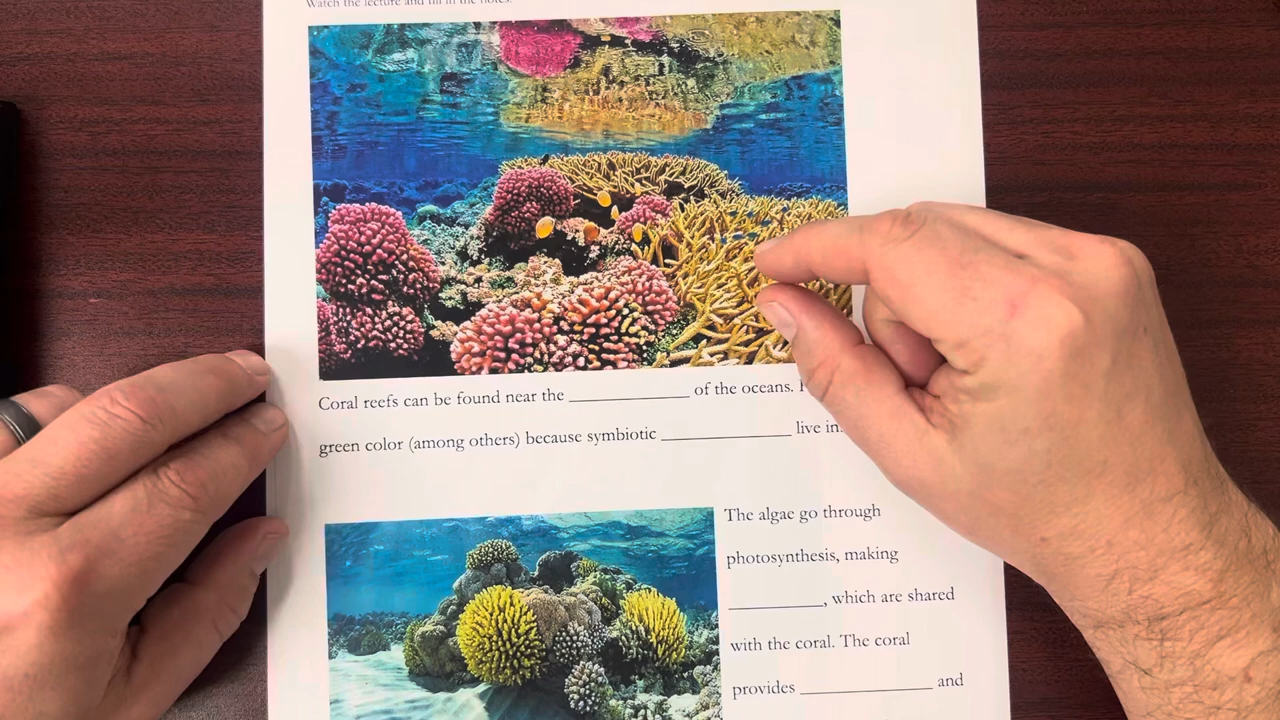 Watch the lecture and fill in the notes.
Coral reefs can be found near the ____________ of the oceans.
green color (among others) because symbiotic _____________ live in
The algae go through
photosynthesis, making
__________, which are shared
with the coral. The coral
provides _____________ and